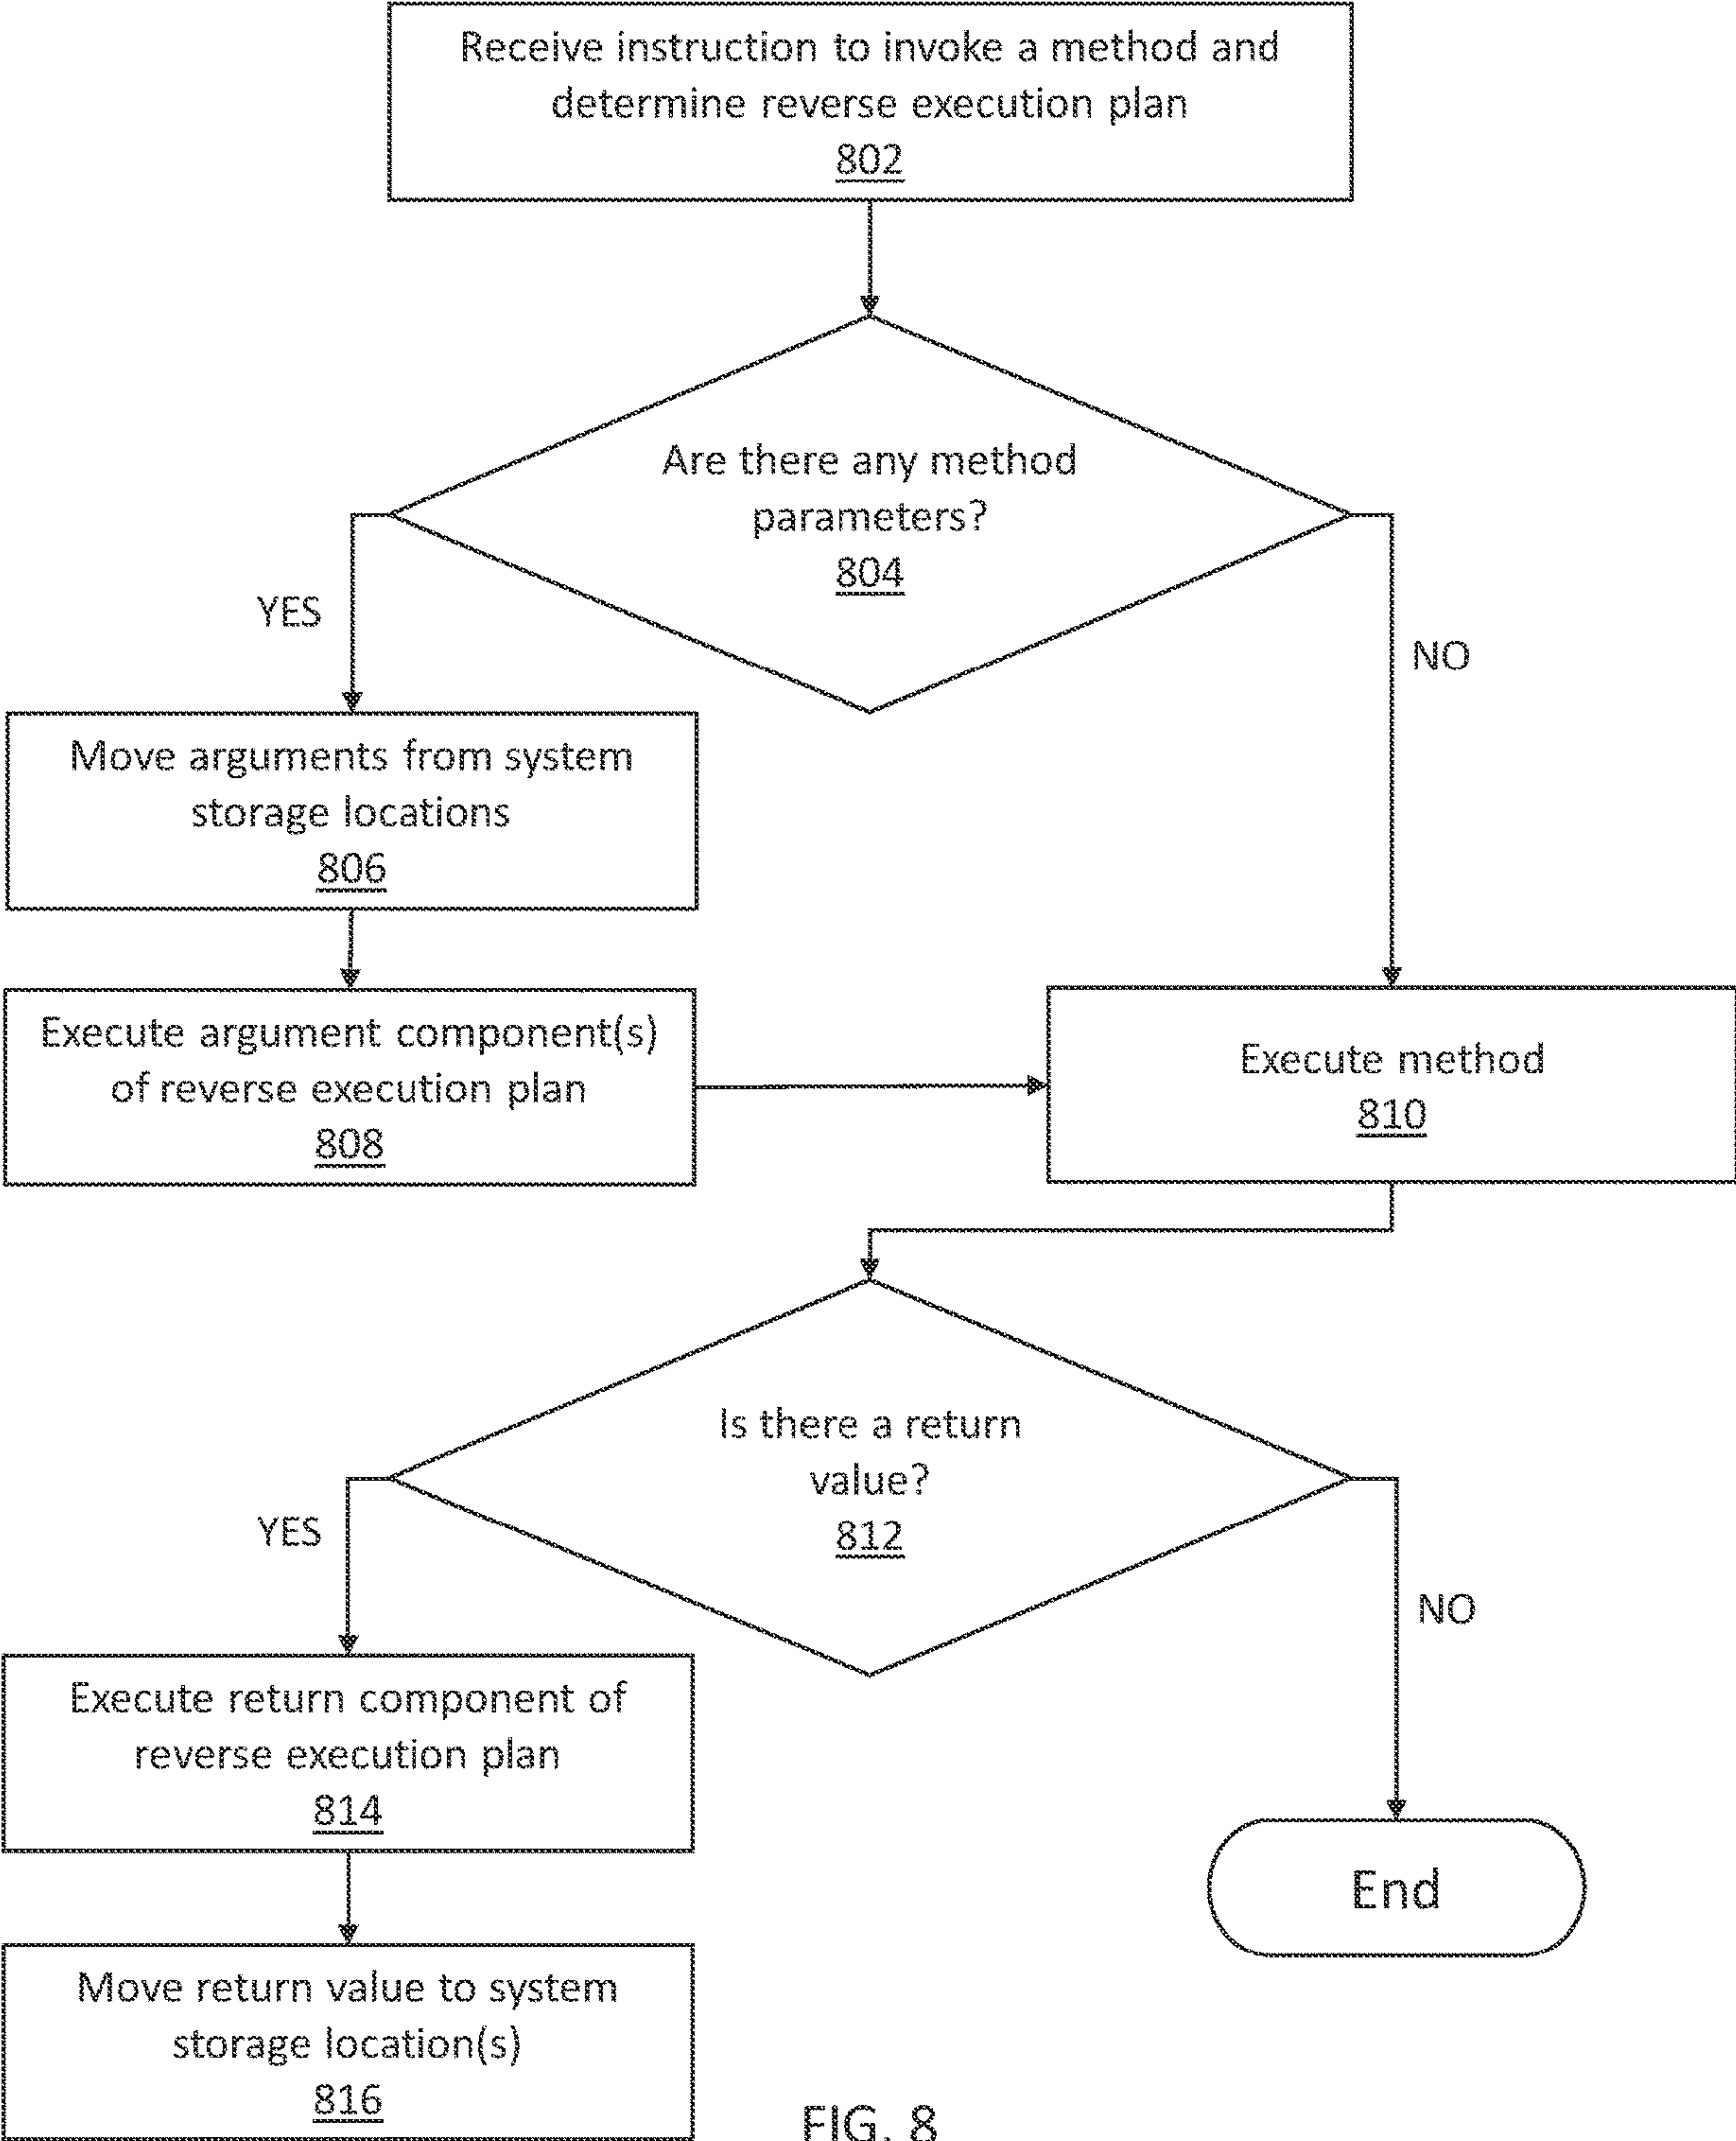 Receive instruction to invoke a method and
determine reverse execution plan
802
Are there any method
parameters?
804
YES
NO
Move arguments from system
storage locations
806
Execute argument component(s)
of reverse execution plan
808
Execute method
810
Is there a return
value?
812
YES
NO
Execute return component of
reverse execution plan
814
End
Move return value to system
storage location(s)
816
FIG. 8